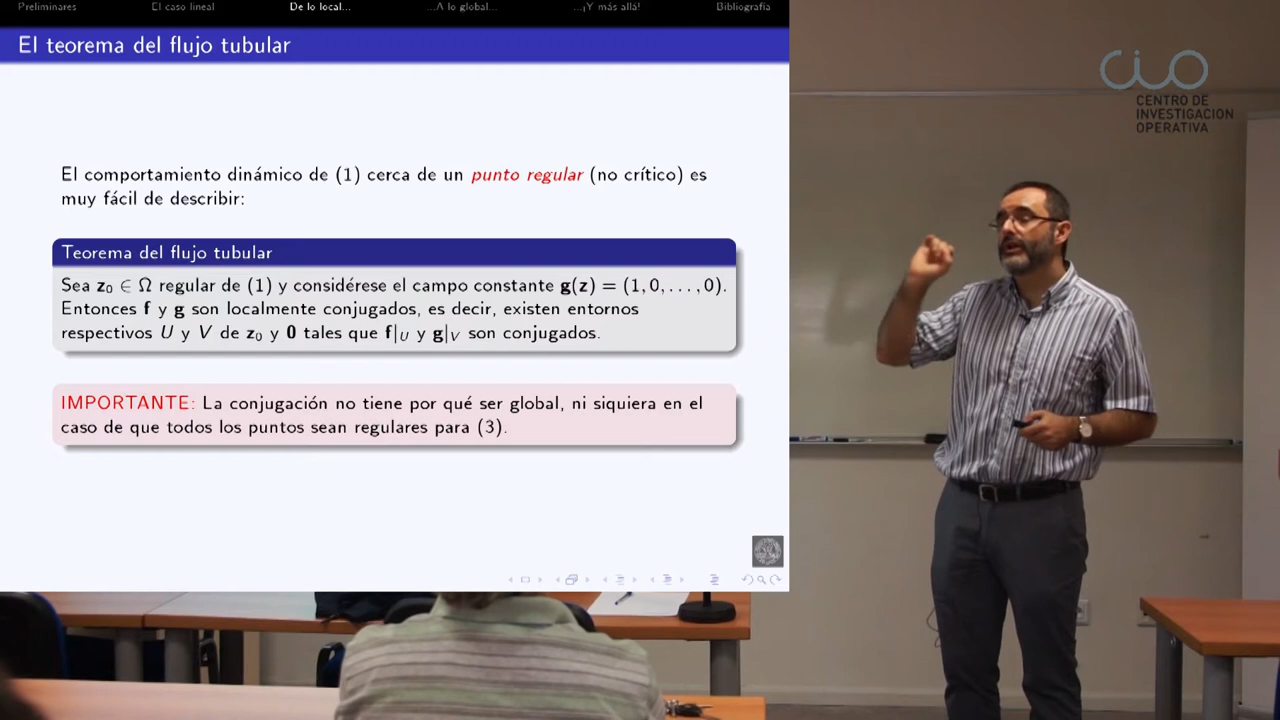 Preliminares El caso lineal De lo local... ...A lo global... ...¡Y más allá! Bibliografía
El teorema del flujo tubular
El comportamiento dinámico de (1) cerca de un punto regular (no crítico) es
muy fácil de describir:
Teorema del flujo tubular
Sea z₀ ∈ Ω regular de (1) y considérese el campo constante g(z) = (1, 0, . . . , 0).
Entonces f y g son localmente conjugados, es decir, existen entornos
respectivos U y V de z₀ y 0 tales que f|U y g|V son conjugados.
IMPORTANTE: La conjugación no tiene por qué ser global, ni siquiera en el
caso de que todos los puntos sean regulares para (3).
CIO
CENTRO DE
INVESTIGACION
OPERATIVA